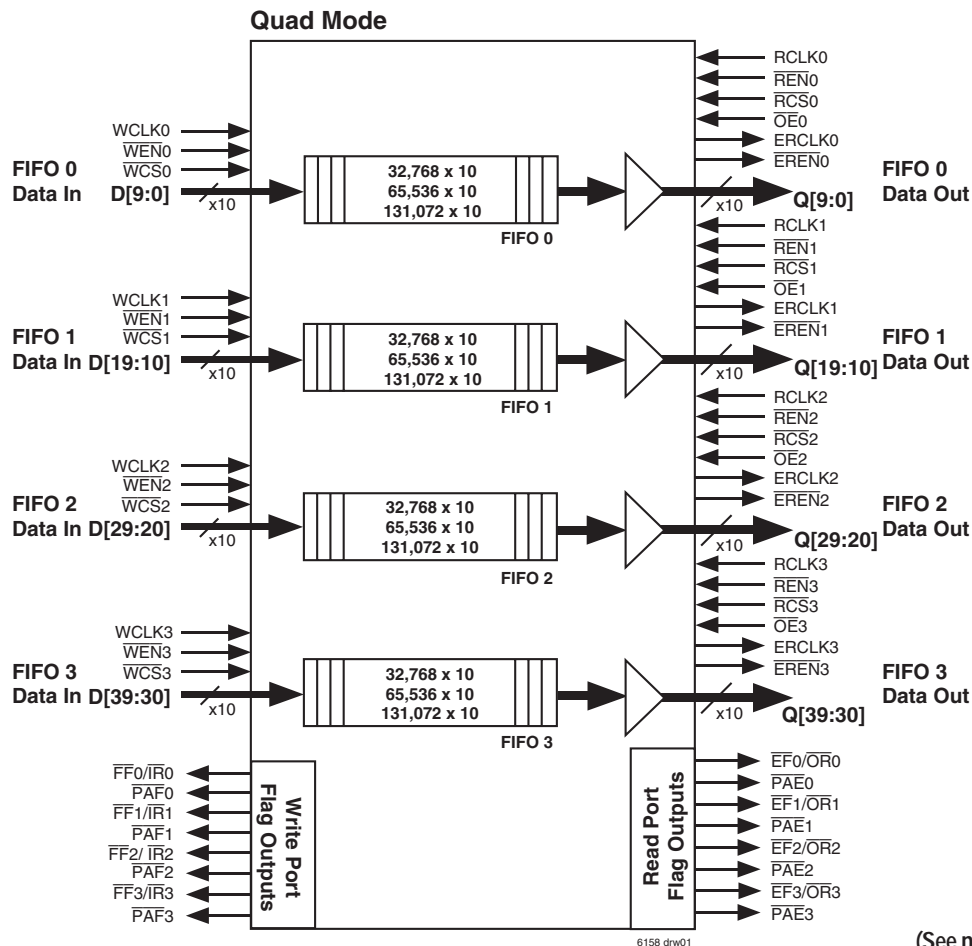 Quad Mode
RCLK0
REN0
RCS0
OE0
ERCLK0
EREN0
WCLK0
WEN0
WCS0
FIFO 0
Data In D[9:0]
x10
32,768 x 10
65,536 x 10
131,072 x 10
FIFO 0
x10
Q[9:0]
FIFO 0
Data Out
RCLK1
REN1
RCS1
OE1
ERCLK1
EREN1
WCLK1
WEN1
WCS1
FIFO 1
Data In D[19:10]
x10
32,768 x 10
65,536 x 10
131,072 x 10
FIFO 1
x10
Q[19:10]
FIFO 1
Data Out
RCLK2
REN2
RCS2
OE2
ERCLK2
EREN2
WCLK2
WEN2
WCS2
FIFO 2
Data In D[29:20]
x10
32,768 x 10
65,536 x 10
131,072 x 10
FIFO 2
x10
Q[29:20]
FIFO 2
Data Out
RCLK3
REN3
RCS3
OE3
ERCLK3
EREN3
WCLK3
WEN3
WCS3
FIFO 3
Data In D[39:30]
x10
32,768 x 10
65,536 x 10
131,072 x 10
FIFO 3
x10
Q[39:30]
FIFO 3
Data Out
FF0/IR0
PAF0
FF1/IR1
PAF1
FF2/ IR2
PAF2
FF3/IR3
PAF3
Write Port
Flag Outputs
Read Port
Flag Outputs
EF0/OR0
PAE0
EF1/OR1
PAE1
EF2/OR2
PAE2
EF3/OR3
PAE3
6158 drw01
(See